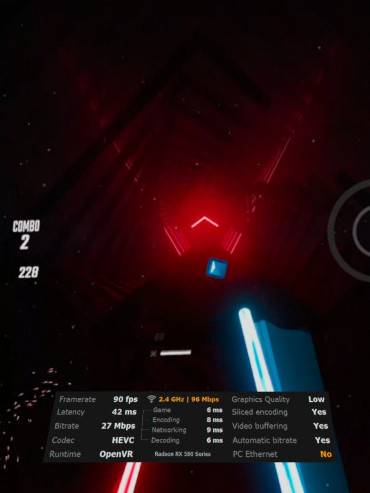 COMBO
2
228
Framerate 90 fps
Latency 42 ms
Bitrate 27 Mbps
Codec HEVC
Runtime OpenVR
2.4 GHz | 96 Mbps
Game 6 ms
Encoding 8 ms
Networking 9 ms
Decoding 6 ms
Radeon RX 580 Series
Graphics Quality Low
Sliced encoding Yes
Video buffering Yes
Automatic bitrate Yes
PC Ethernet No